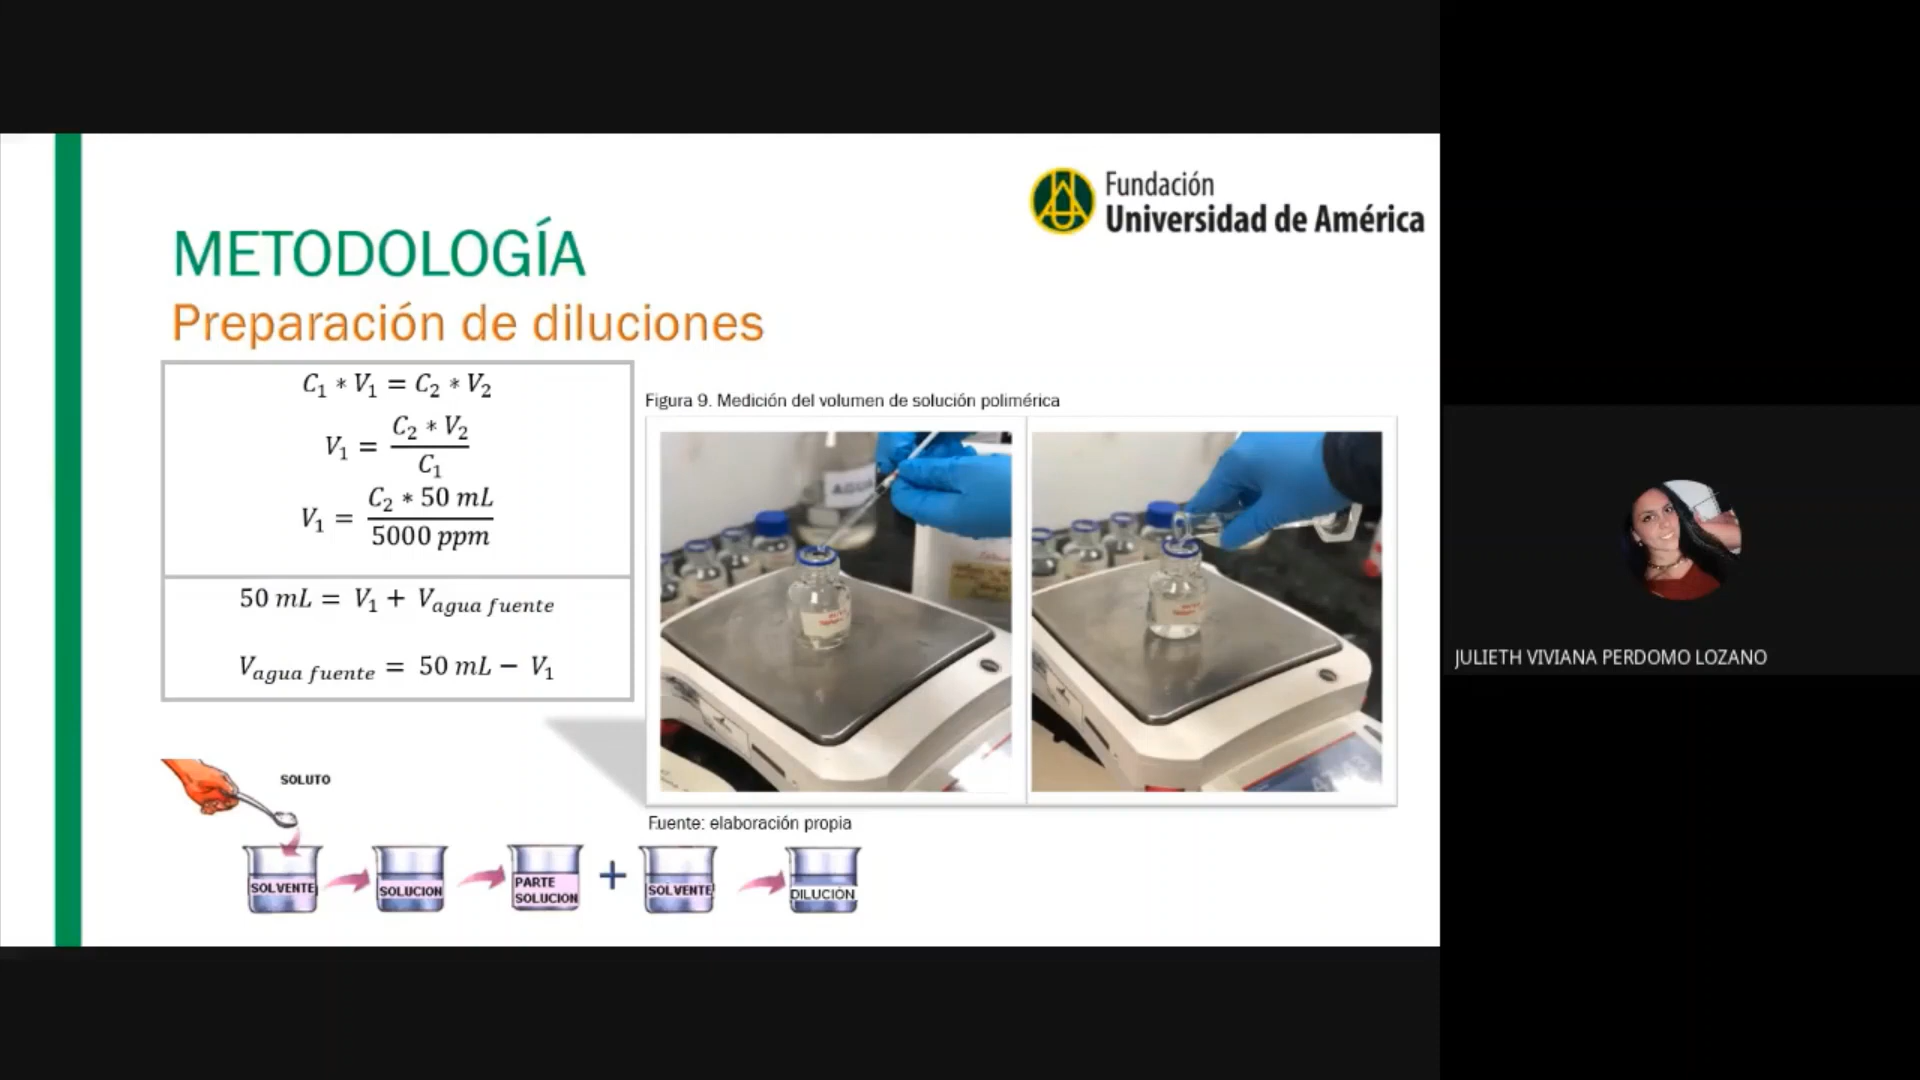 Fundación
Universidad de América
METODOLOGÍA
Preparación de diluciones
C₁ * V₁ = C₂ * V₂
V₁ = C₂ * V₂ / C₁
V₁ = C₂ * 50 mL / 5000 ppm
50 mL = V₁ + V_agua fuente
V_agua fuente = 50 mL − V₁
Figura 9. Medición del volumen de solución polimérica
AGUA
Fuente: elaboración propia
SOLUTO
SOLVENTE
SOLUCION
PARTE
SOLUCION
+
SOLVENTE
DILUCIÓN
JULIETH VIVIANA PERDOMO LOZANO